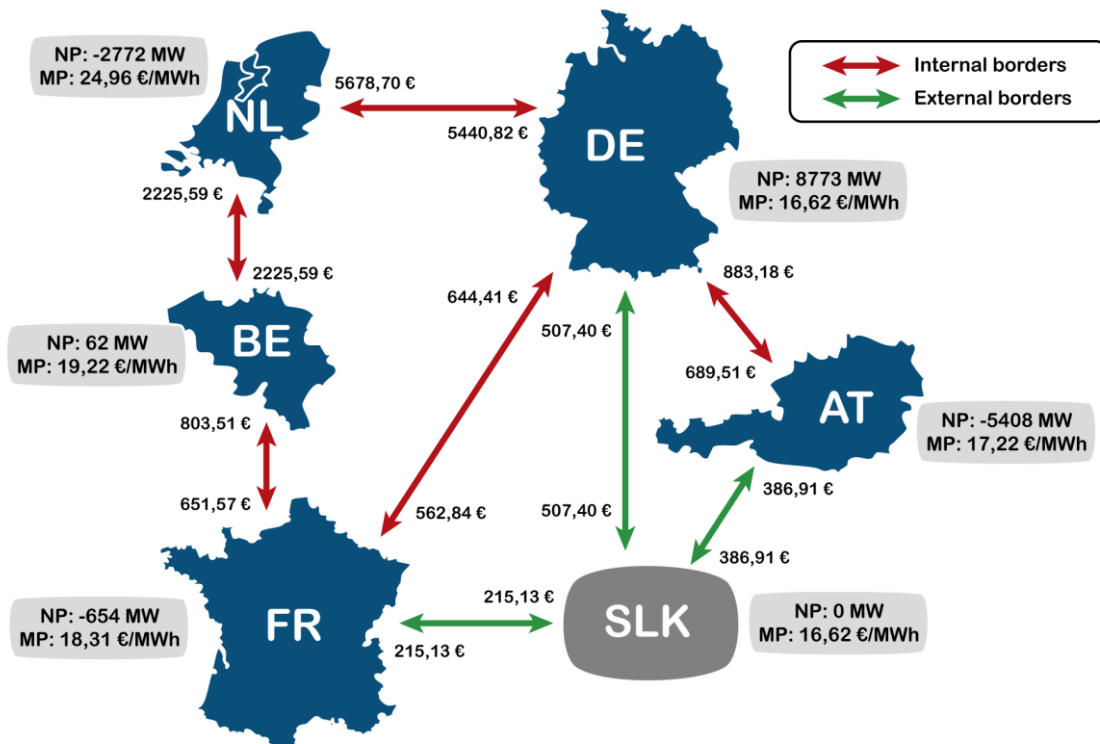 NP: -2772 MW
MP: 24,96 €/MWh
NL
5678,70 €
5440,82 €
DE
Internal borders
External borders
NP: 8773 MW
MP: 16,62 €/MWh
2225,59 €
2225,59 €
644,41 €
507,40 €
883,18 €
689,51 €
NP: 62 MW
MP: 19,22 €/MWh
BE
AT
NP: -5408 MW
MP: 17,22 €/MWh
803,51 €
651,57 €
562,84 €
507,40 €
386,91 €
386,91 €
NP: -654 MW
MP: 18,31 €/MWh
FR
215,13 €
215,13 €
SLK
NP: 0 MW
MP: 16,62 €/MWh